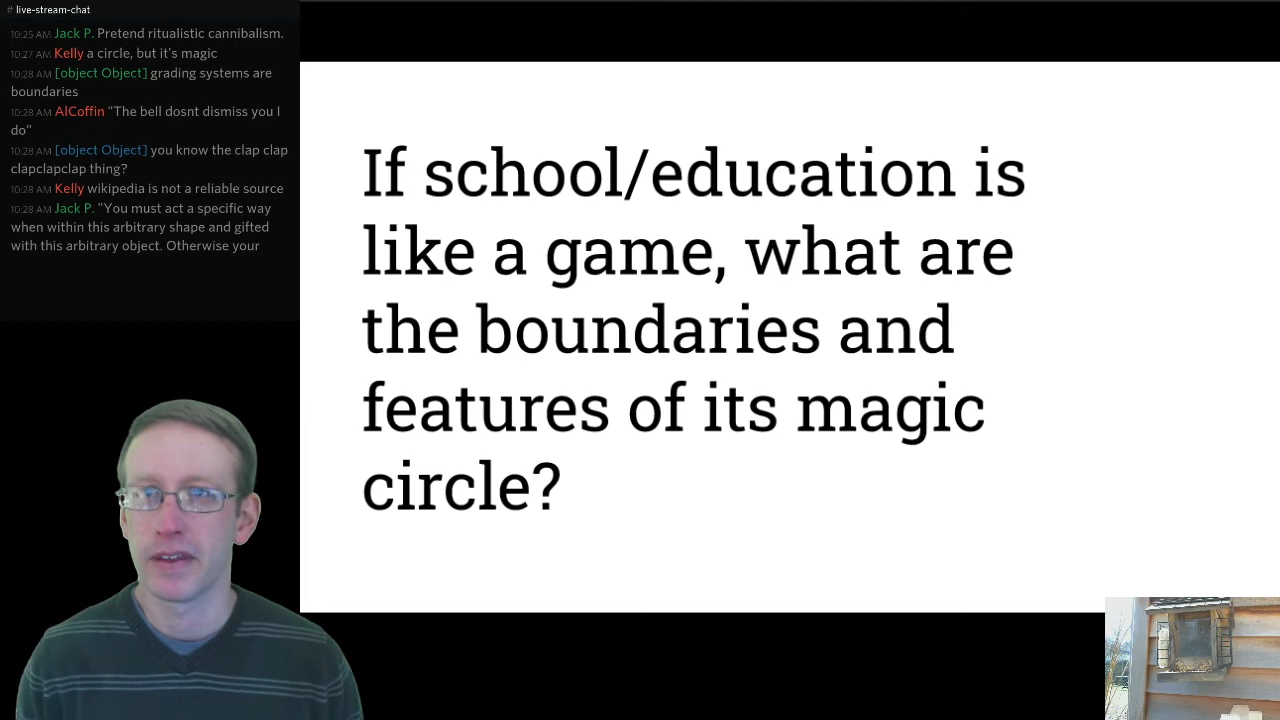 # live-stream-chat
10:25 AM Jack P. Pretend ritualistic cannibalism.
10:27 AM Kelly a circle, but it's magic
10:28 AM [object Object] grading systems are
boundaries
10:28 AM AlCoffin "The bell dosnt dismiss you I
do"
10:28 AM [object Object] you know the clap clap
clapclapclap thing?
10:28 AM Kelly wikipedia is not a reliable source
10:28 AM Jack P. "You must act a specific way
when within this arbitrary shape and gifted
with this arbitrary object. Otherwise your
If school/education is
like a game, what are
the boundaries and
features of its magic
circle?